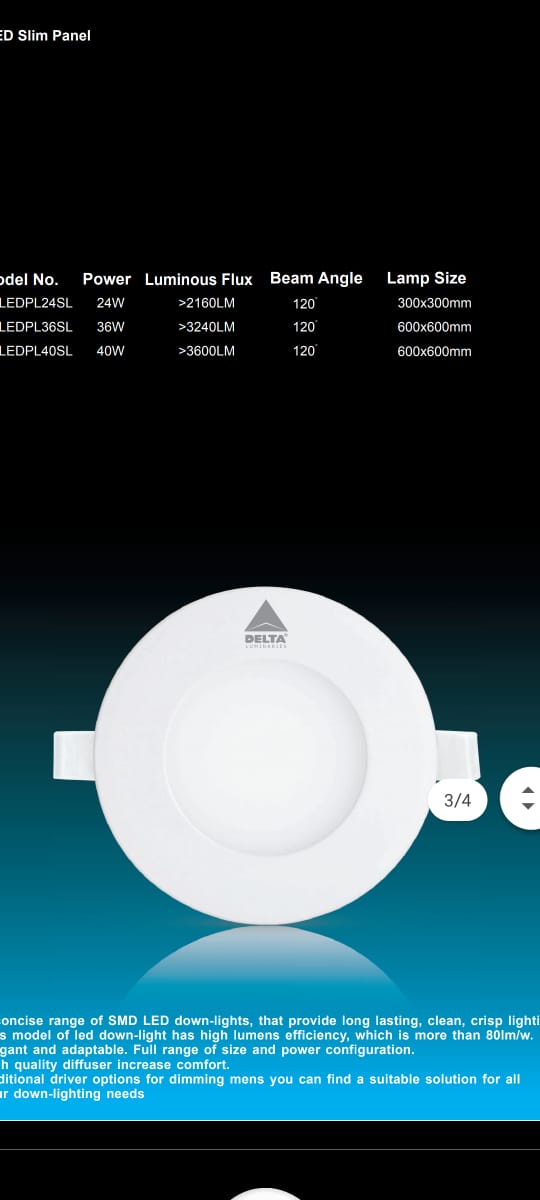 ED Slim Panel
odel No. Power Luminous Flux Beam Angle Lamp Size
LEDPL24SL 24W >2160LM 120° 300x300mm
LEDPL36SL 36W >3240LM 120° 600x600mm
LEDPL40SL 40W >3600LM 120° 600x600mm
DELTA®
LUMINARIES
3/4
concise range of SMD LED down-lights, that provide long lasting, clean, crisp lighti
s model of led down-light has high lumens efficiency, which is more than 80lm/w.
gant and adaptable. Full range of size and power configuration.
h quality diffuser increase comfort.
ditional driver options for dimming mens you can find a suitable solution for all
ur down-lighting needs